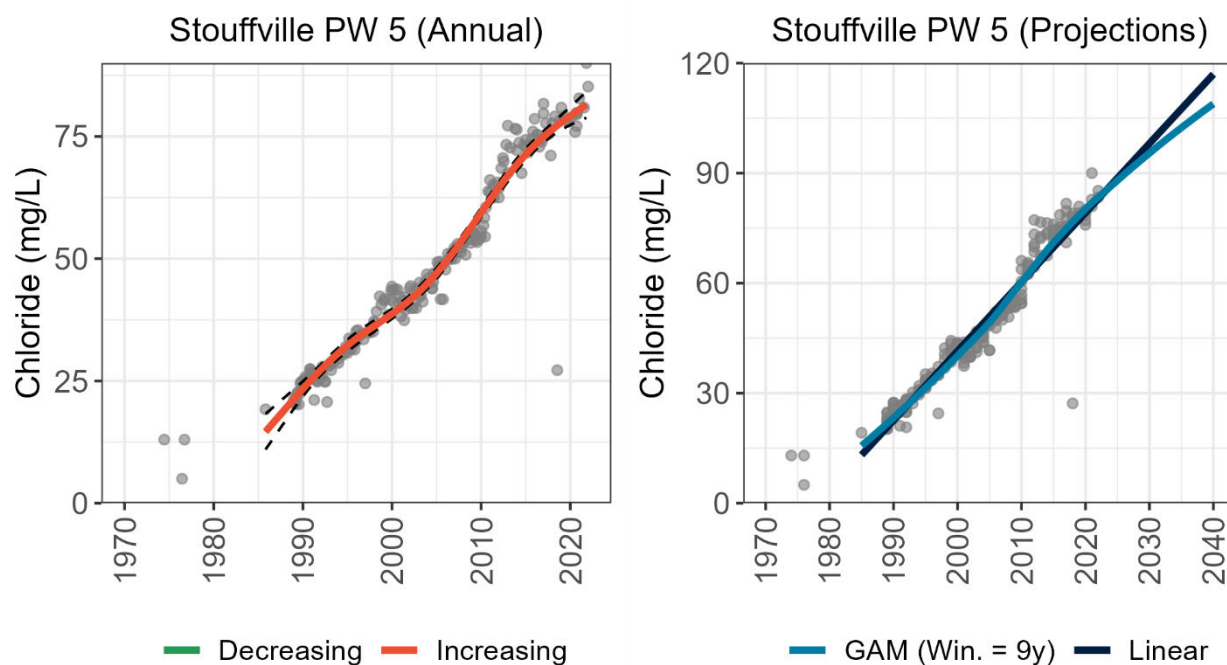 Stouffville PW 5 (Annual)
Chloride (mg/L)
75
50
25
0
1970
1980
1990
2000
2010
2020
Decreasing
Increasing
Stouffville PW 5 (Projections)
Chloride (mg/L)
120
90
60
30
0
1970
1980
1990
2000
2010
2020
2030
2040
GAM (Win. = 9y)
Linear